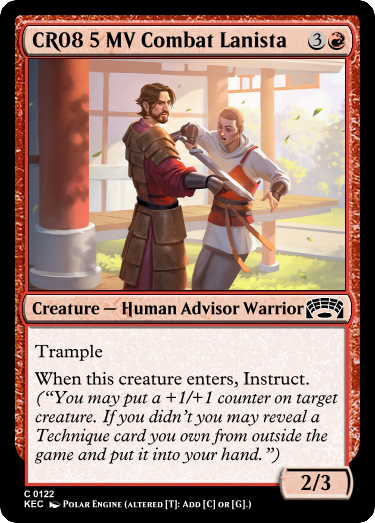 CR08 5 MV Combat Lanista 3
Creature — Human Advisor Warrior
Trample
When this creature enters, Instruct.
(“You may put a +1/+1 counter on target
creature. If you didn’t you may reveal a
Technique card you own from outside the
game and put it into your hand.”)
2/3
C 0122
KEC POLAR ENGINE (ALTERED [T]: ADD [C] OR [G].)